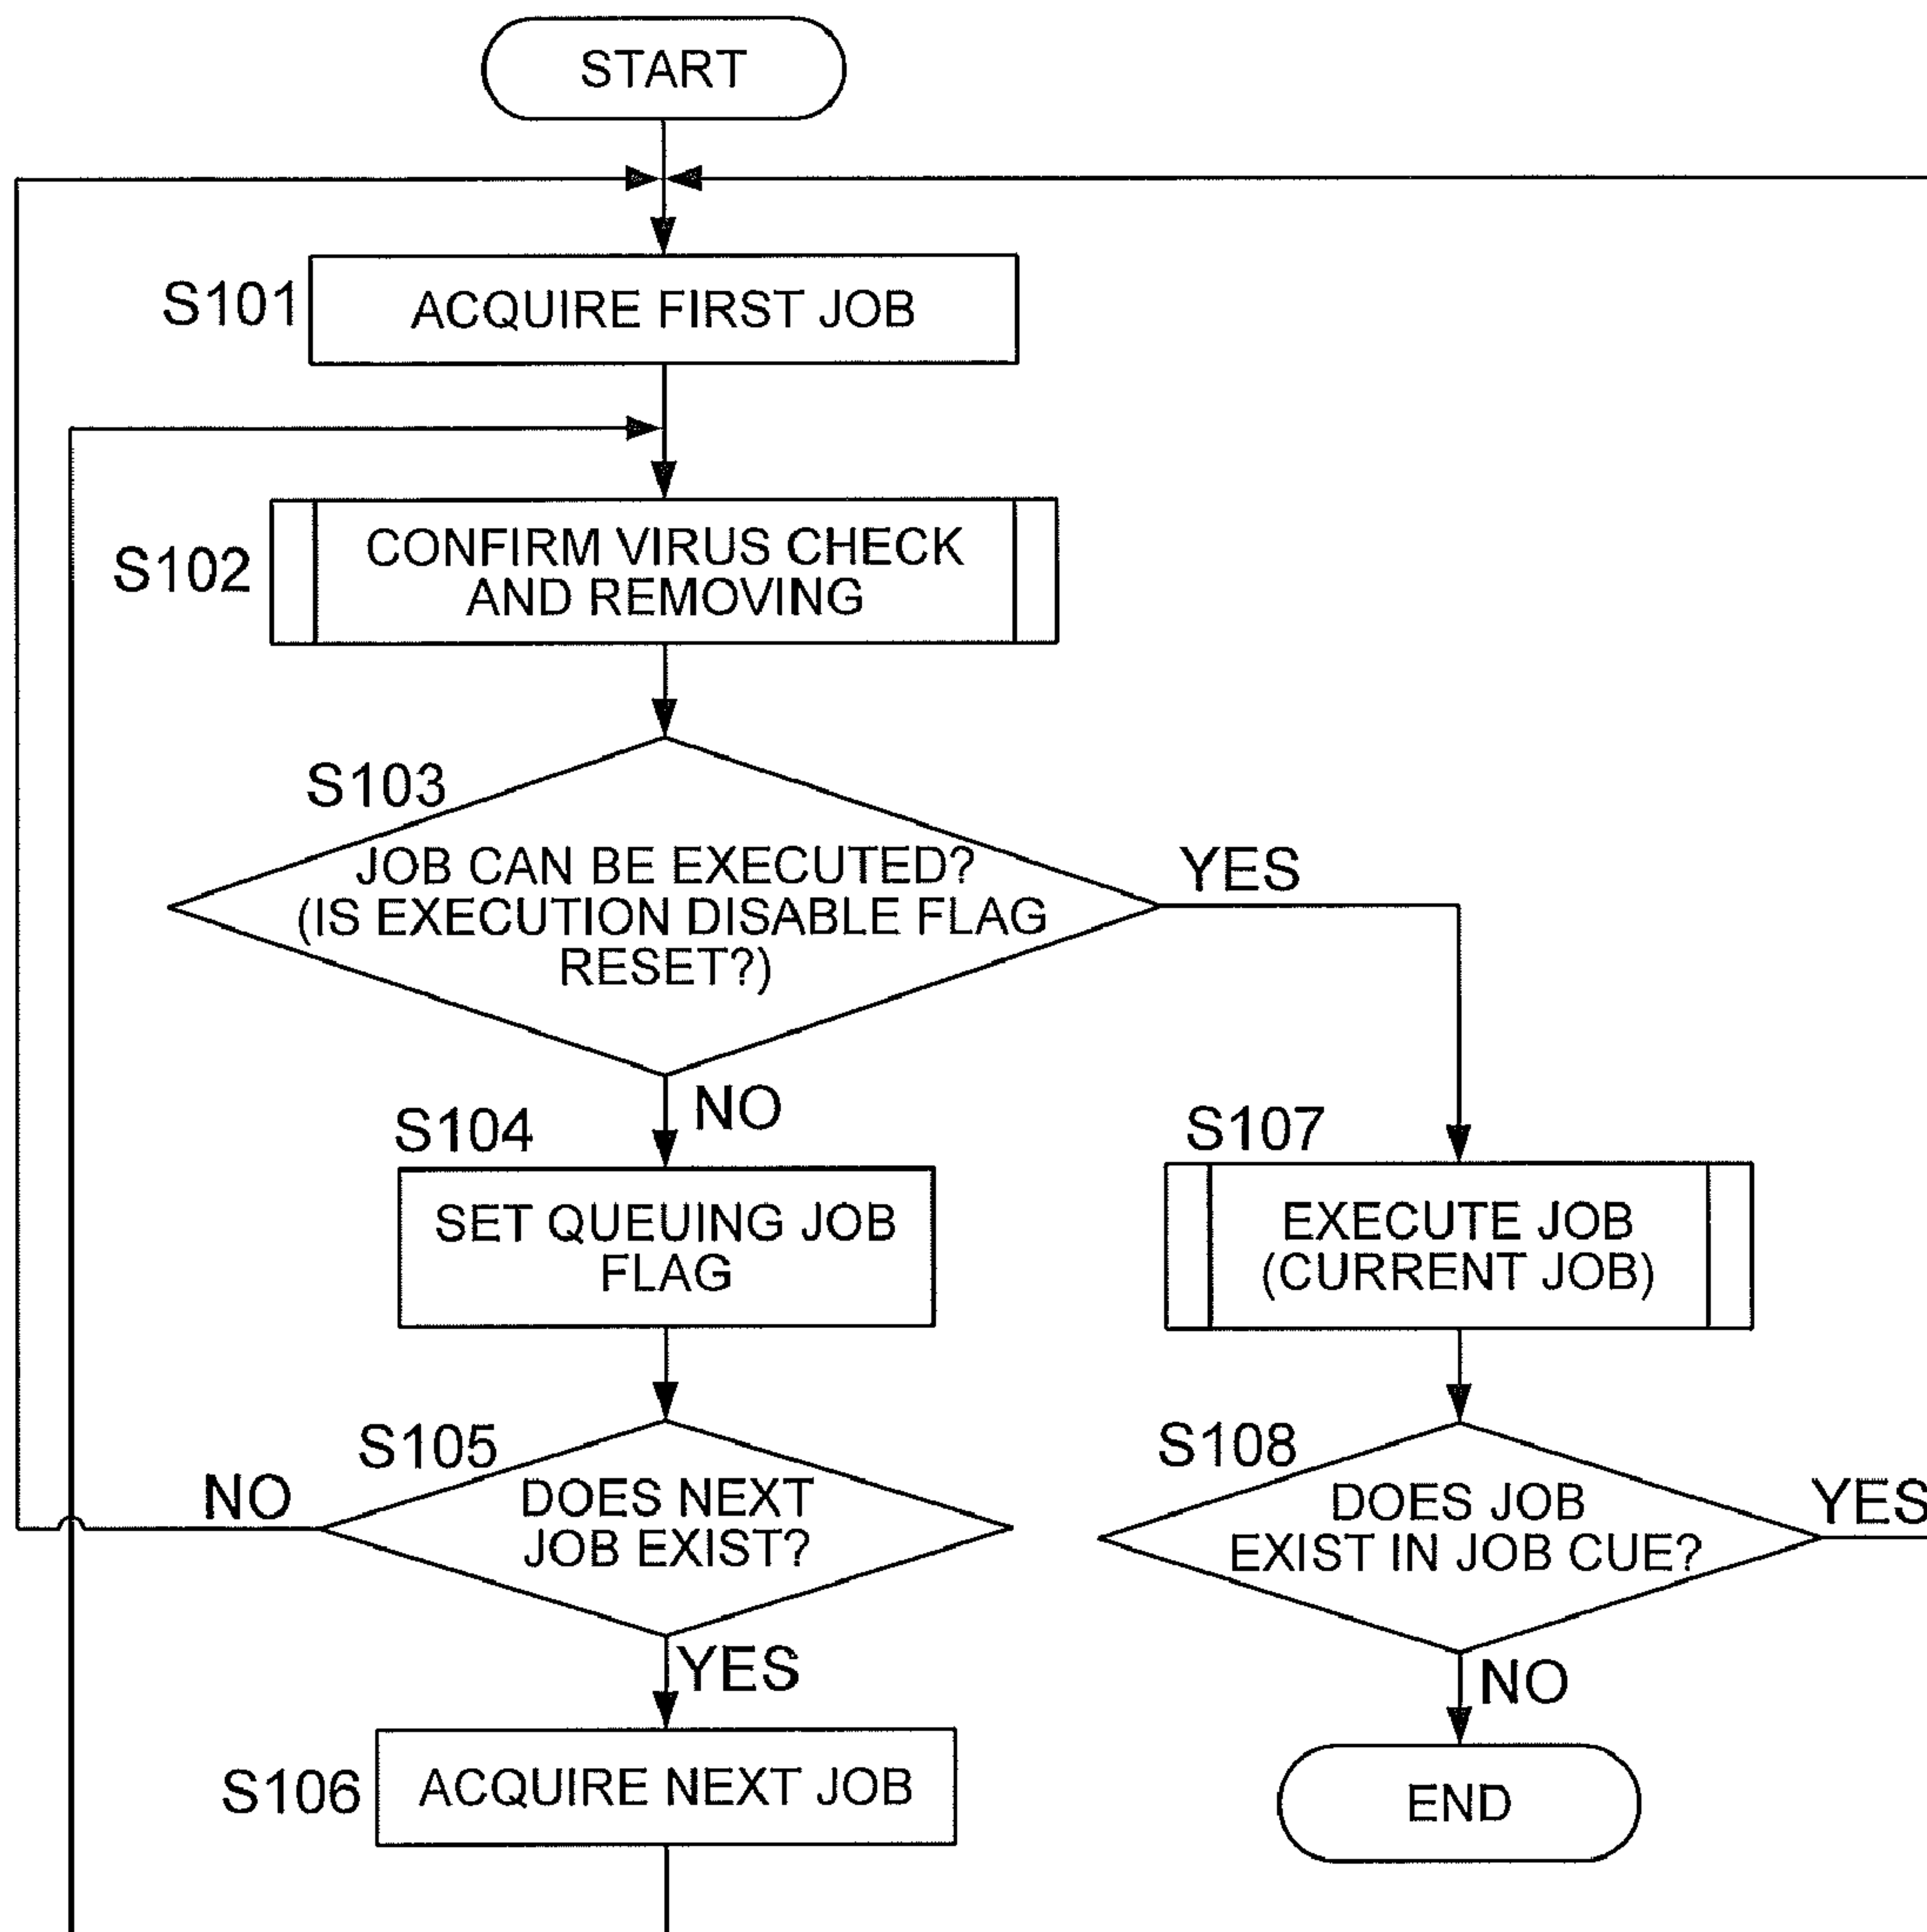 START
S101
ACQUIRE FIRST JOB
S102
CONFIRM VIRUS CHECK
AND REMOVING
S103
JOB CAN BE EXECUTED?
(IS EXECUTION DISABLE FLAG
RESET?)
YES
NO
S104
SET QUEUING JOB
FLAG
S107
EXECUTE JOB
(CURRENT JOB)
S105
DOES NEXT
JOB EXIST?
NO
YES
S108
DOES JOB
EXIST IN JOB CUE?
YES
NO
S106
ACQUIRE NEXT JOB
END